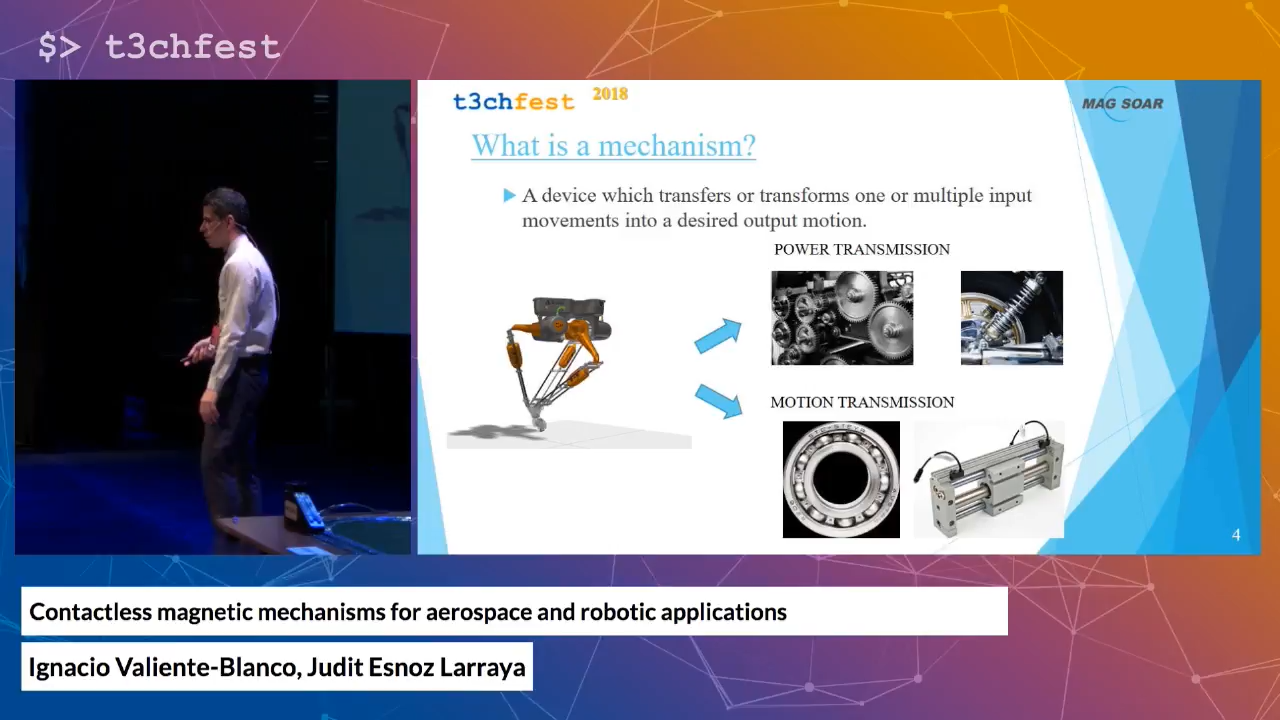 $> t3chfest
t3chfest 2018
MAG SOAR
What is a mechanism?
A device which transfers or transforms one or multiple input
movements into a desired output motion.
POWER TRANSMISSION
MOTION TRANSMISSION
4
Contactless magnetic mechanisms for aerospace and robotic applications
Ignacio Valiente-Blanco, Judit Esnoz Larraya